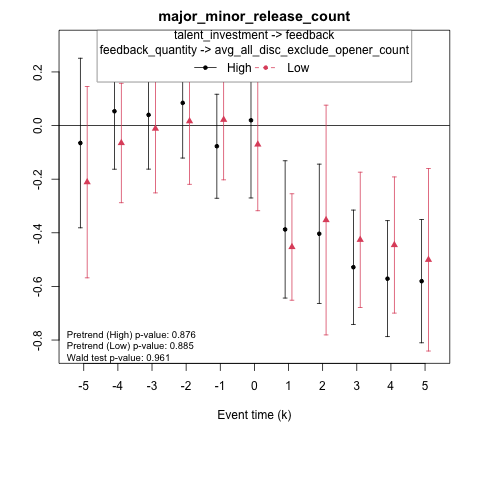 major_minor_release_count
talent_investment -> feedback
feedback_quantity -> avg_all_disc_exclude_opener_count
High Low
0.2
0.0
-0.2
-0.4
-0.6
-0.8
Pretrend (High) p-value: 0.876
Pretrend (Low) p-value: 0.885
Wald test p-value: 0.961
-5 -4 -3 -2 -1 0 1 2 3 4 5
Event time (k)